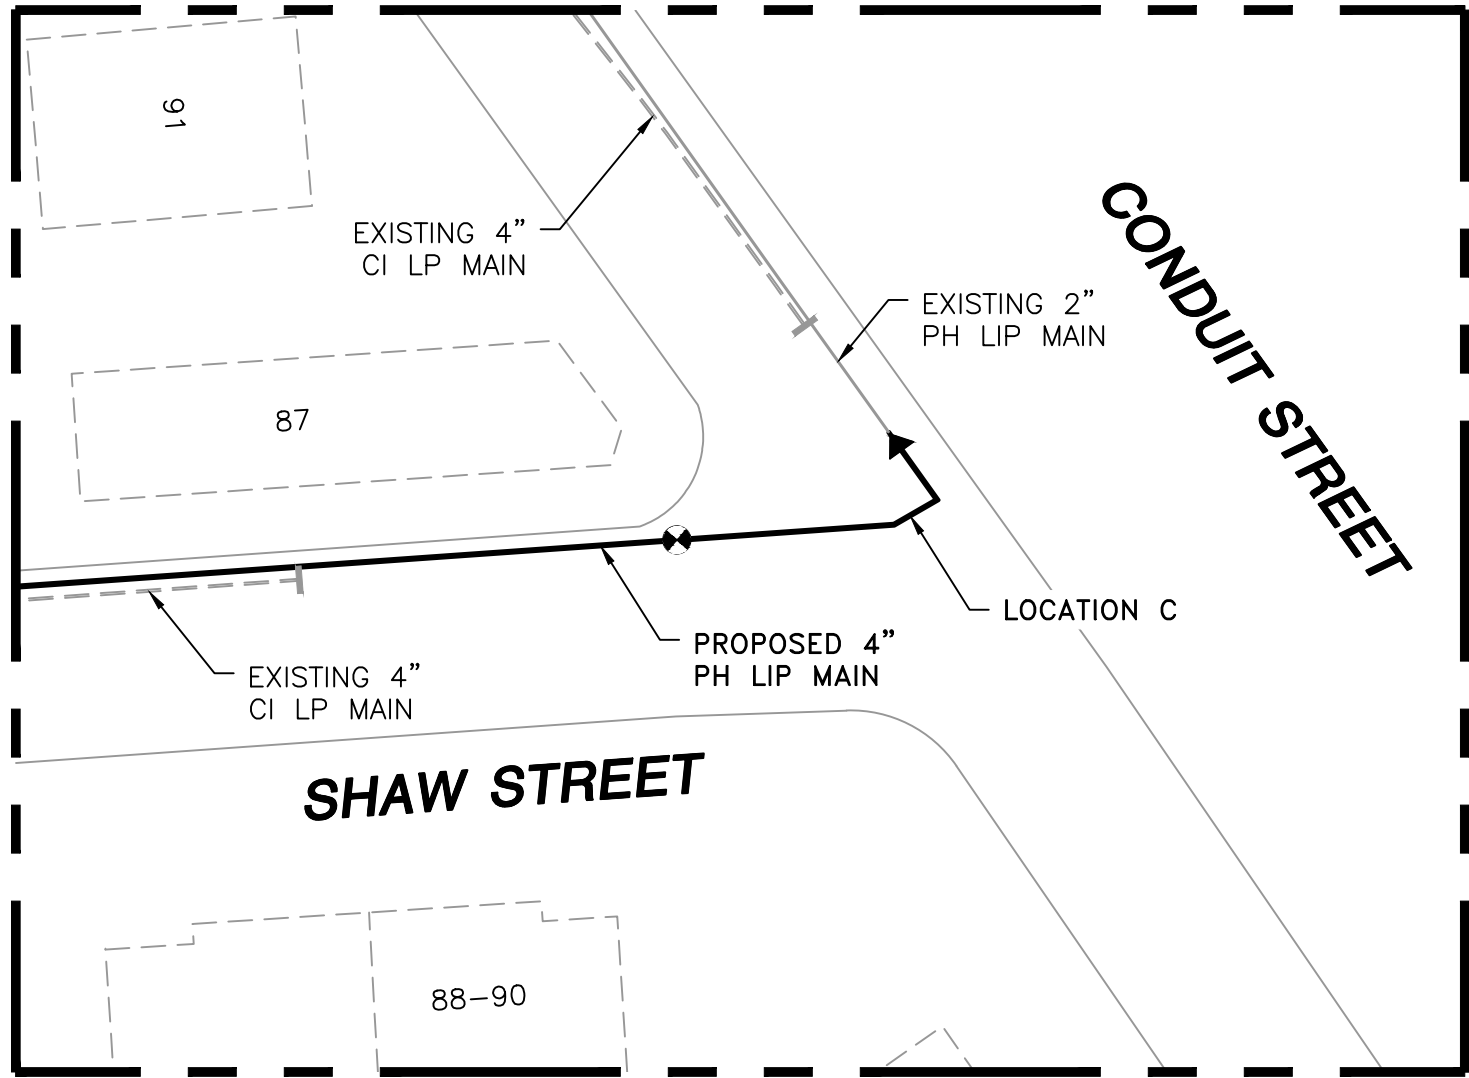 91
EXISTING 4”
CI LP MAIN
CONDUIT STREET
EXISTING 2”
PH LIP MAIN
87
LOCATION C
PROPOSED 4”
PH LIP MAIN
EXISTING 4”
CI LP MAIN
SHAW STREET
88-90